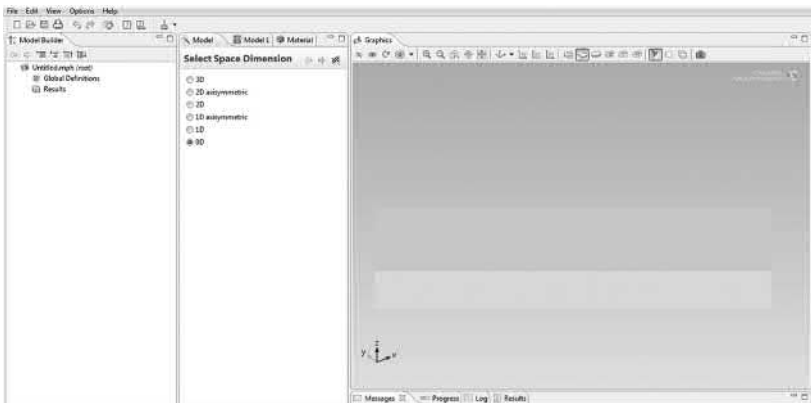 File Edit View Options Help
Model Builder
Untitled.mph (root)
Global Definitions
Results
Model
Model L
Material
Select Space Dimension
3D
2D axisymmetric
2D
1D axisymmetric
1D
0D
Graphics
z
y
x
Messages
Progress
Log
Results